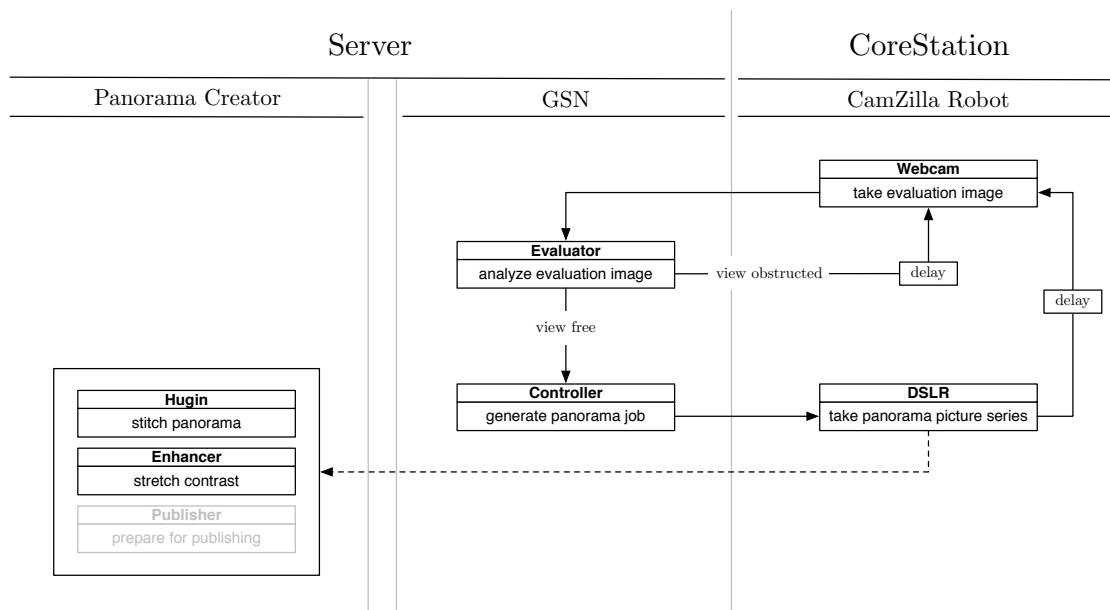 Server
CoreStation
Panorama Creator
GSN
CamZilla Robot
Webcam
take evaluation image
Evaluator
analyze evaluation image
view obstructed
delay
delay
view free
Hugin
stitch panorama
Controller
generate panorama job
DSLR
take panorama picture series
Enhancer
stretch contrast
Publisher
prepare for publishing